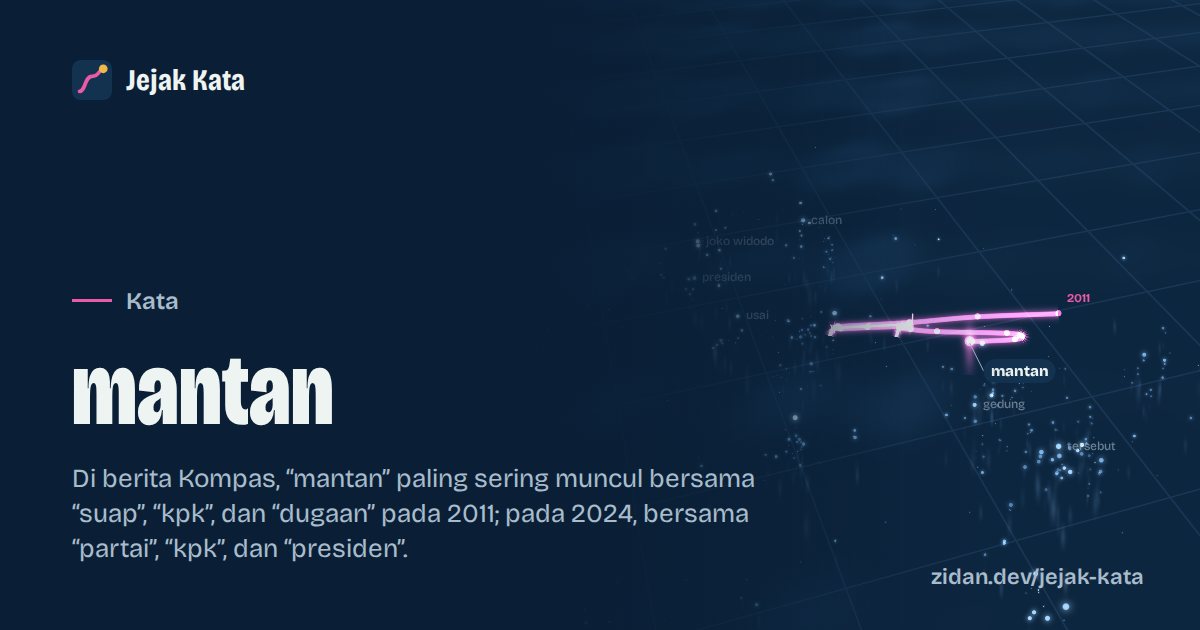 Jejak Kata
Kata
mantan
Di berita Kompas, “mantan” paling sering muncul bersama
“suap”, “kpk”, dan “dugaan” pada 2011; pada 2024, bersama
“partai”, “kpk”, dan “presiden”.
calon
joko widodo
presiden
usai
2011
mantan
gedung
tersebut
zidan.dev/jejak-kata